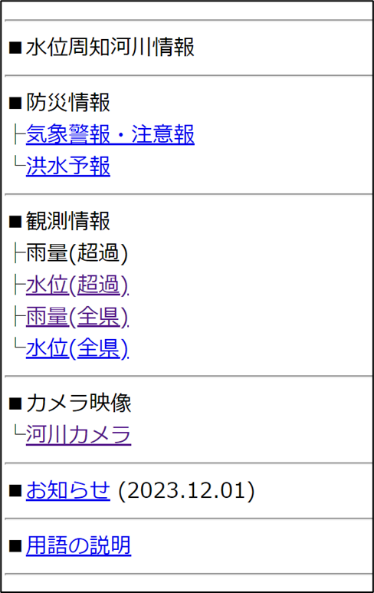 ■水位周知河川情報
■防災情報
├気象警報・注意報
└洪水予報
■観測情報
├雨量(超過)
├水位(超過)
├雨量(全県)
└水位(全県)
■カメラ映像
└河川カメラ
■お知らせ (2023.12.01)
■用語の説明